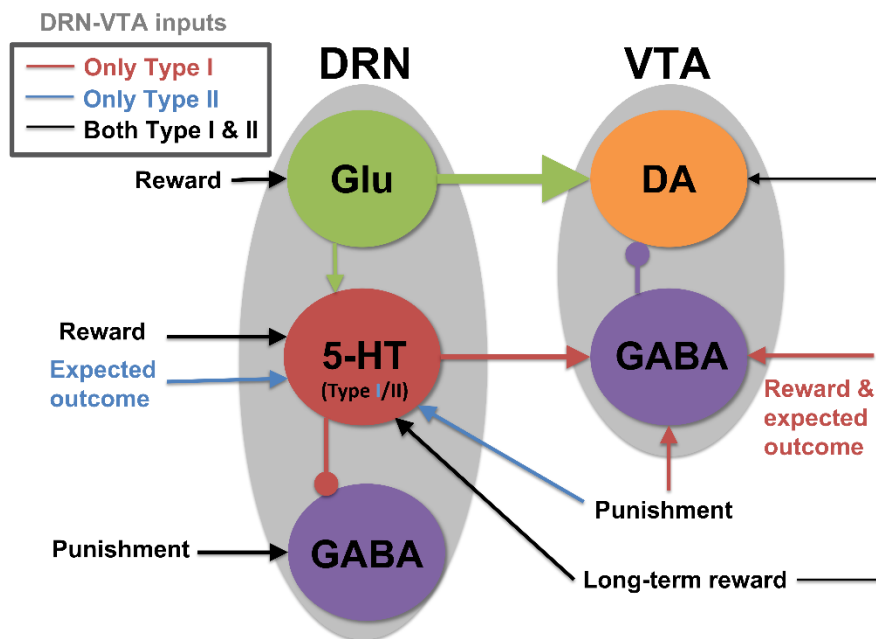 DRN-VTA inputs
Only Type I
Only Type II
Both Type I & II
DRN
VTA
Reward
Glu
DA
Reward
Expected
outcome
5-HT
(Type I/II)
GABA
Reward &
expected
outcome
Punishment
Punishment
GABA
Long-term reward